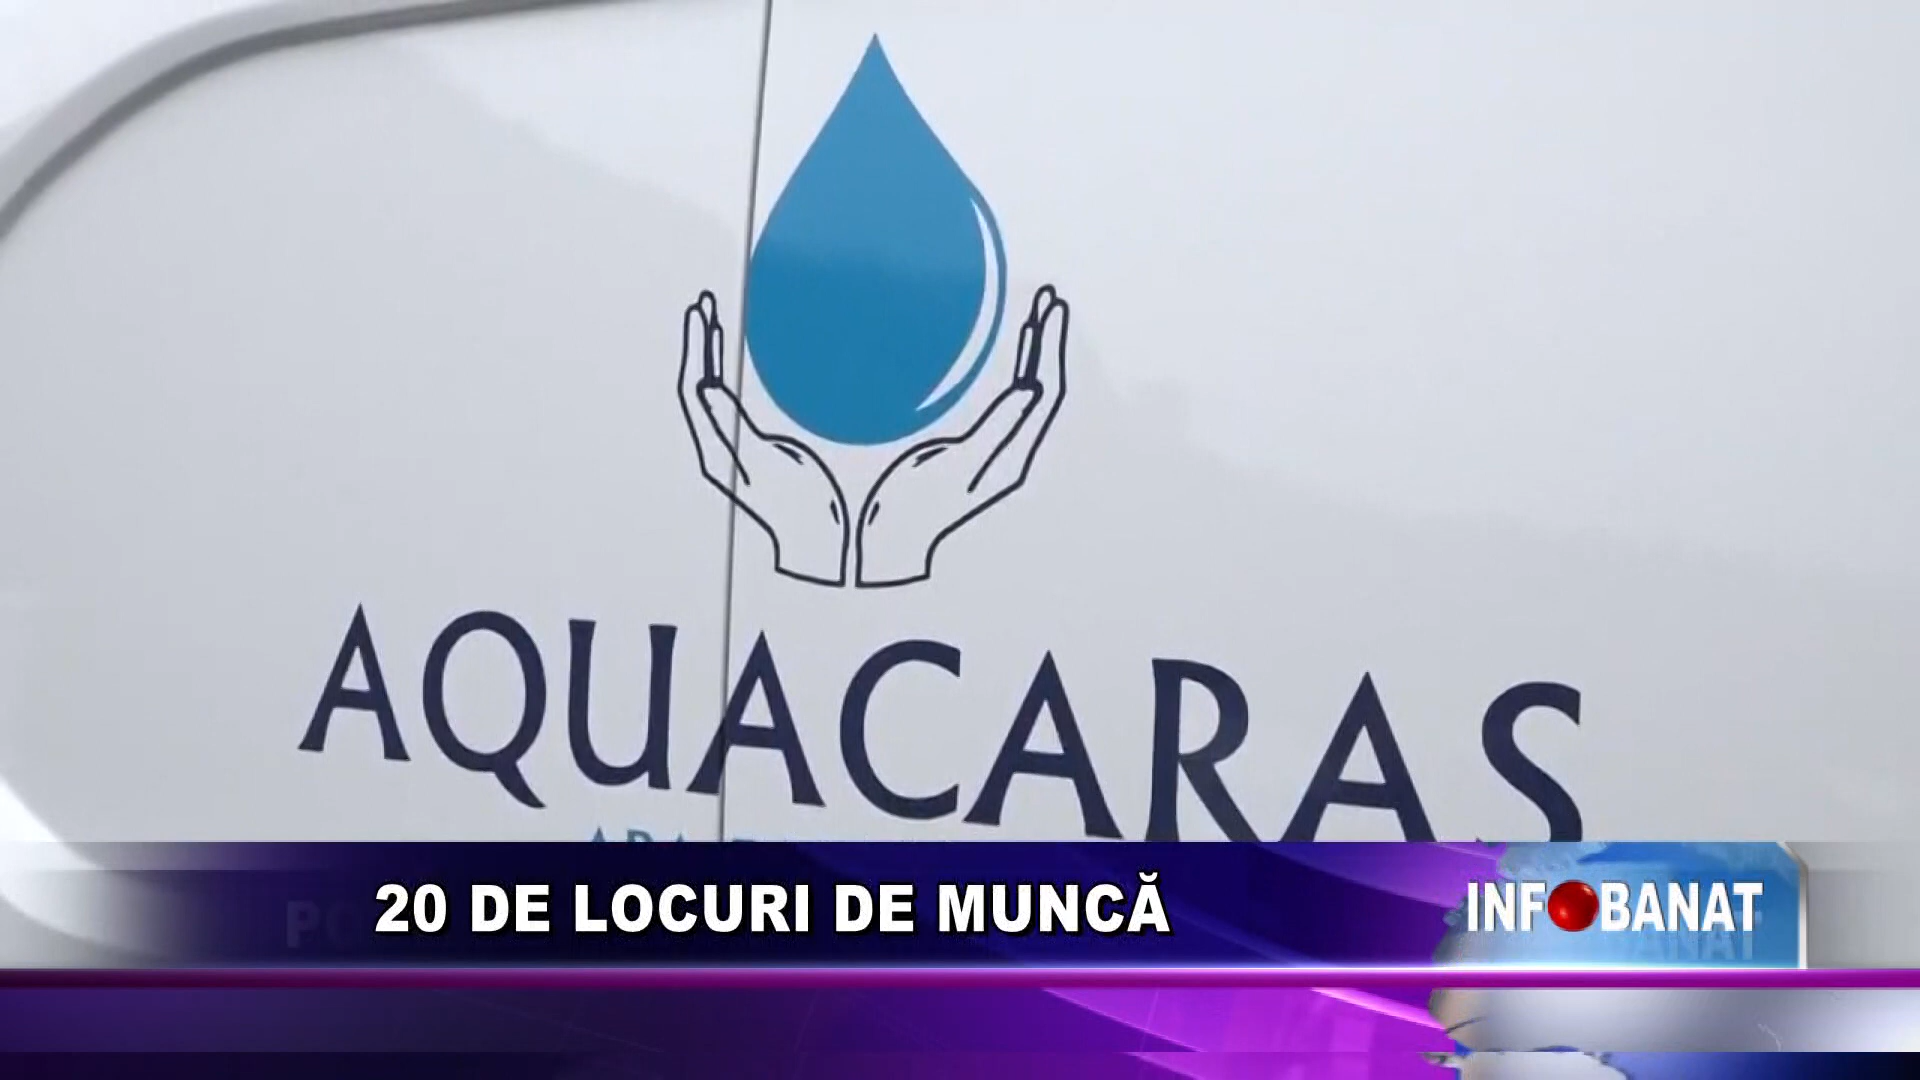 AQUACARAS
20 DE LOCURI DE MUNCĂ
INFOBANAT